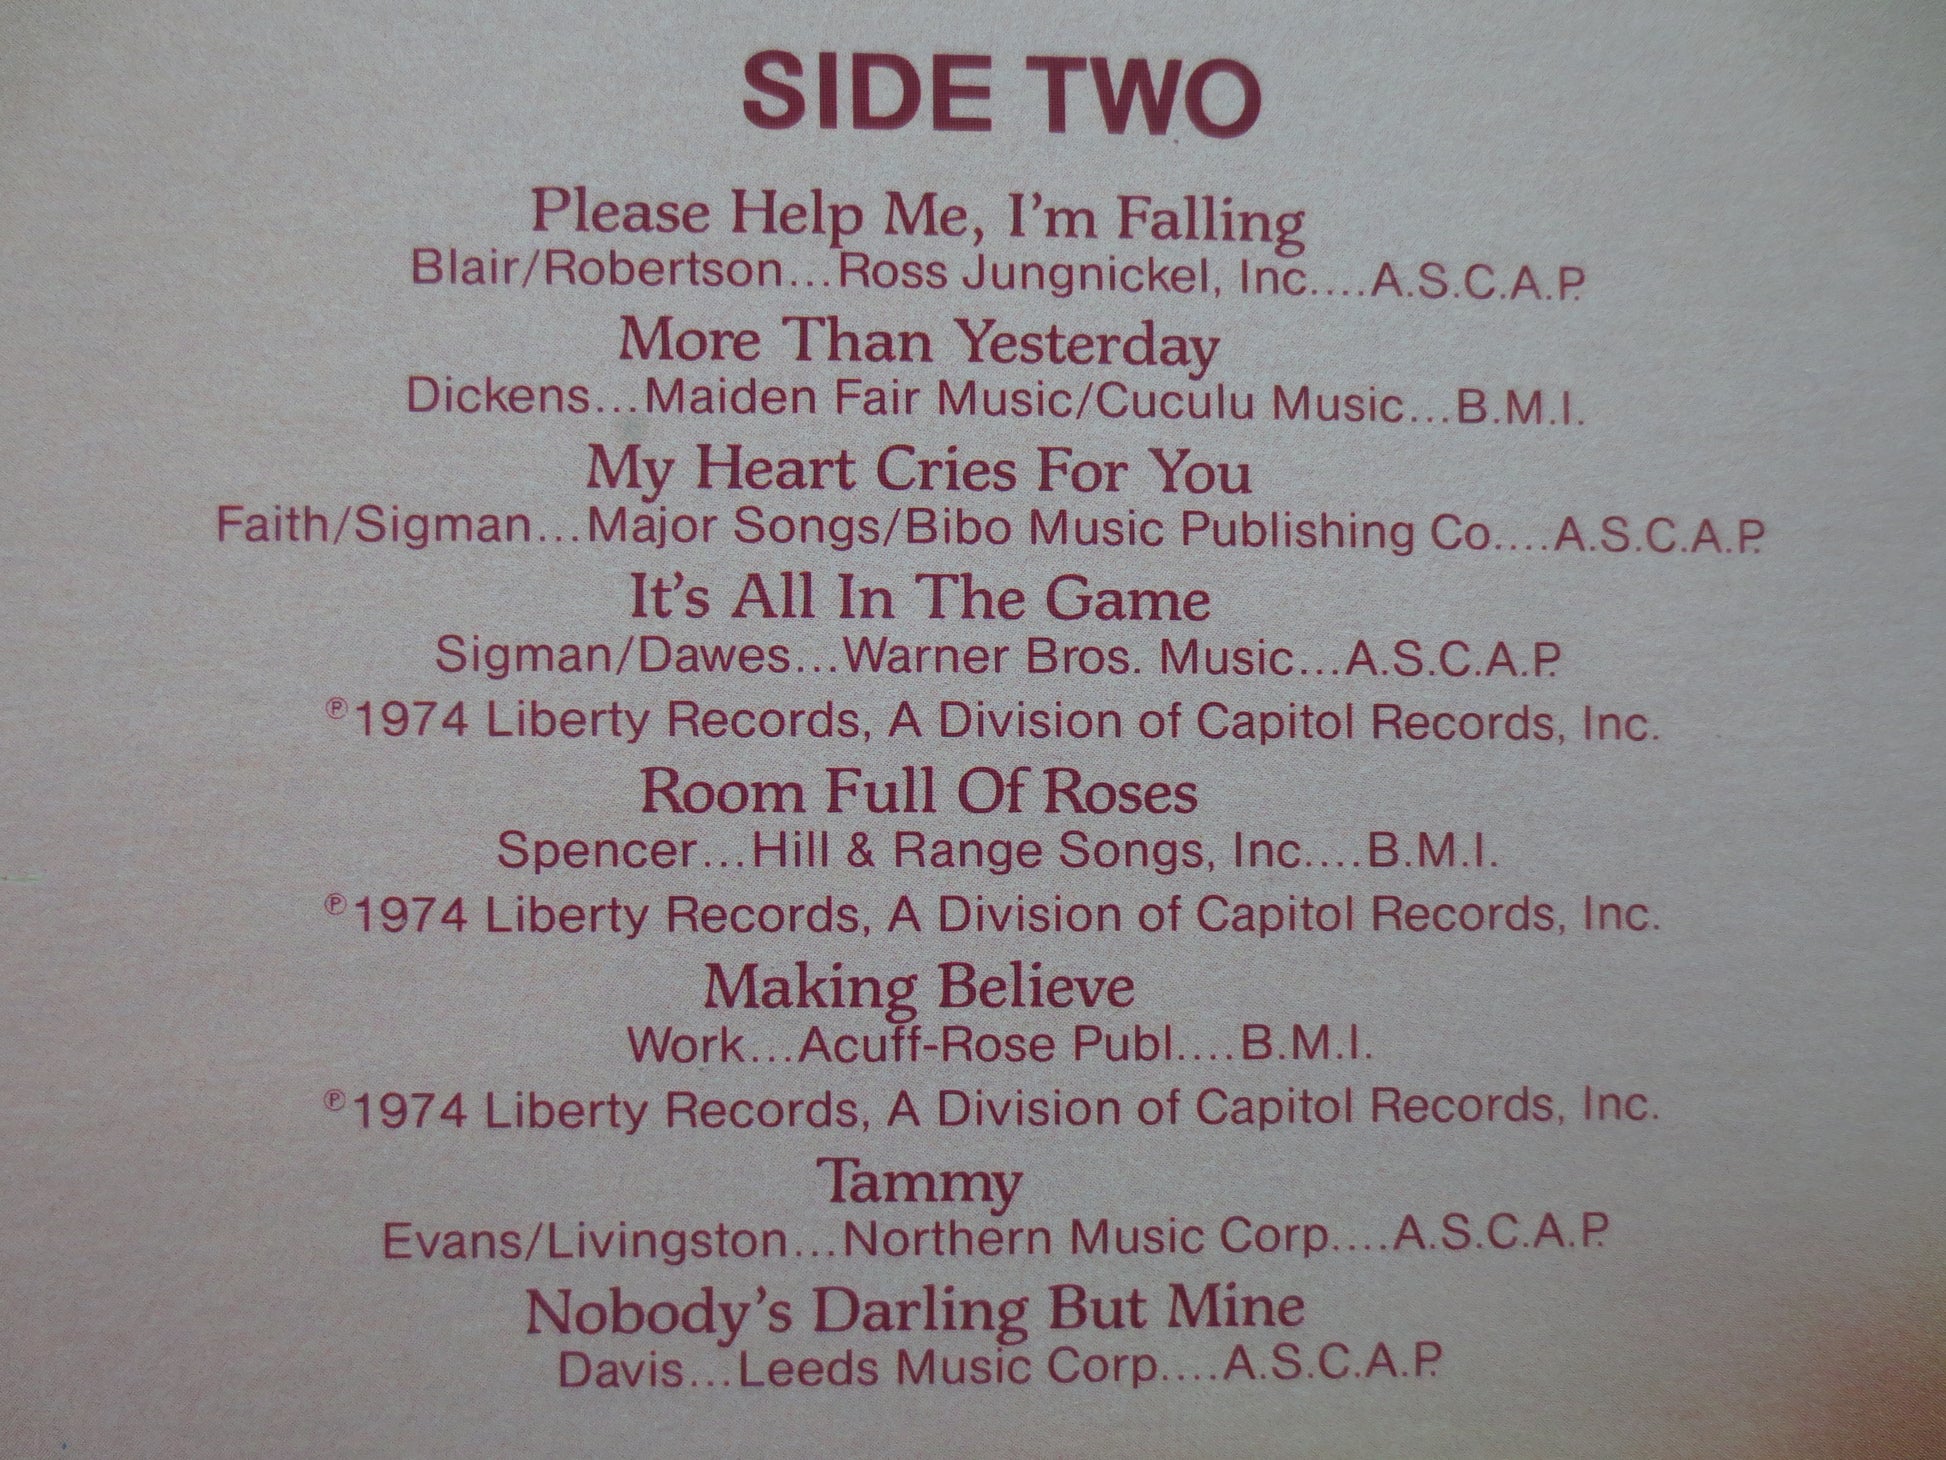 SIDE TWO
Please Help Me, I'm Falling
Blair/Robertson...Ross Jungnickel, Inc....A.S.C.A.P.
More Than Yesterday
Dickens...Maiden Fair Music/Cuculu Music...B.M.I.
My Heart Cries For You
Faith/Sigman...Major Songs/Bibo Music Publishing Co....A.S.C.A.P.
It's All In The Game
Sigman/Dawes...Warner Bros. Music...A.S.C.A.P.
℗1974 Liberty Records, A Division of Capitol Records, Inc.
Room Full Of Roses
Spencer...Hill & Range Songs, Inc....B.M.I.
℗1974 Liberty Records, A Division of Capitol Records, Inc.
Making Believe
Work...Acuff-Rose Publ....B.M.I.
℗1974 Liberty Records, A Division of Capitol Records, Inc.
Tammy
Evans/Livingston...Northern Music Corp....A.S.C.A.P.
Nobody's Darling But Mine
Davis...Leeds Music Corp....A.S.C.A.P.